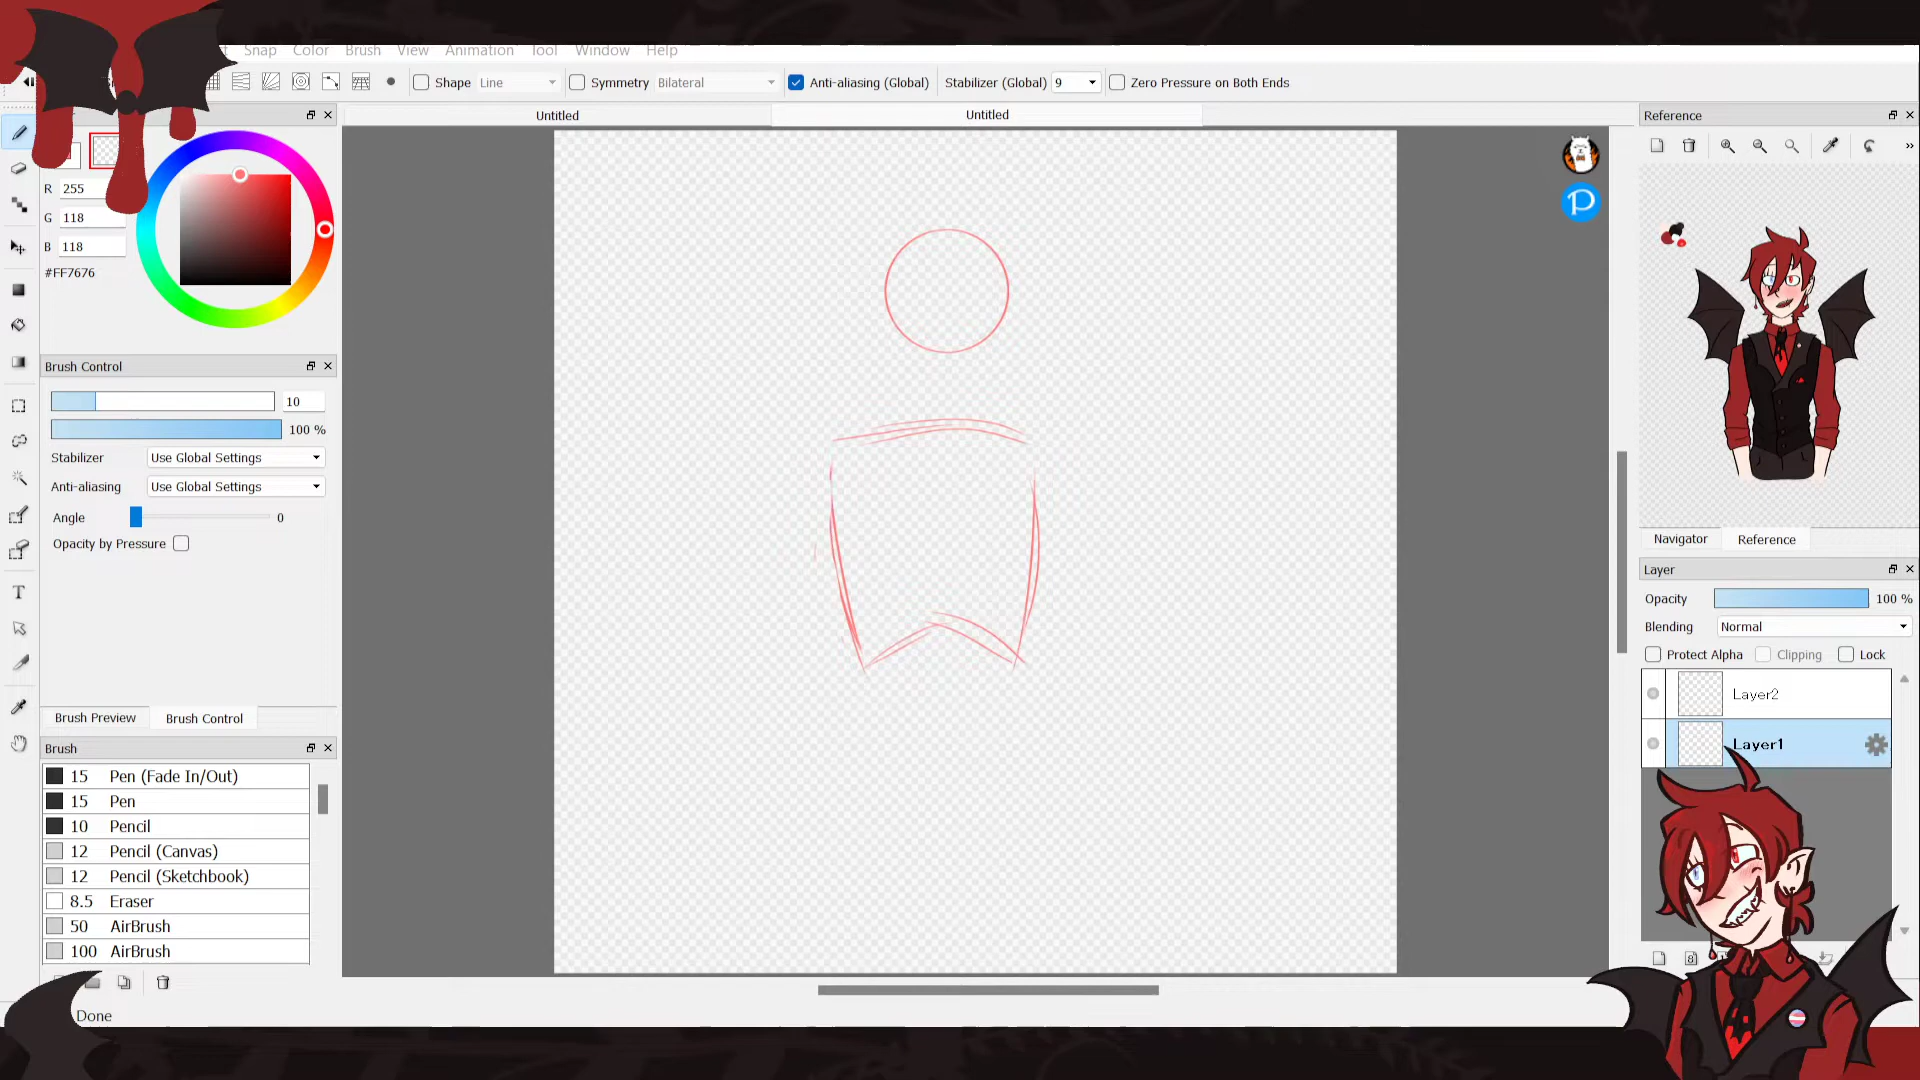 Snap Color Brush View Animation Tool Window Help
Shape Line Symmetry Bilateral Anti-aliasing (Global) Stabilizer (Global) 9 Zero Pressure on Both Ends
Untitled Untitled
R 255
G 118
B 118
#FF7676
Brush Control
10
100 %
Stabilizer Use Global Settings
Anti-aliasing Use Global Settings
Angle 0
Opacity by Pressure
Brush Preview Brush Control
Brush
15 Pen (Fade In/Out)
15 Pen
10 Pencil
12 Pencil (Canvas)
12 Pencil (Sketchbook)
8.5 Eraser
50 AirBrush
100 AirBrush
Done
P
Reference
»
Navigator Reference
Layer
Opacity 100 %
Blending Normal
Protect Alpha Clipping Lock
Layer2
Layer1
8